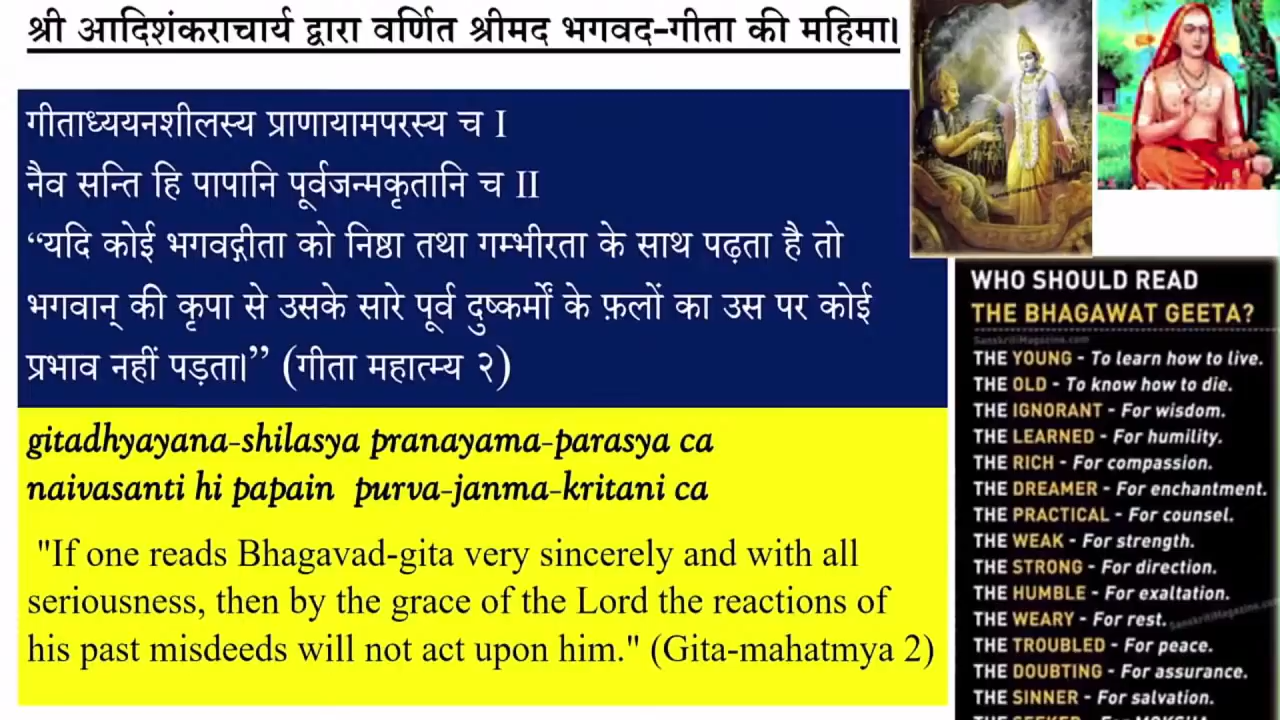 श्री आदिशंकराचार्य द्वारा वर्णित श्रीमद भगवद-गीता की महिमा।
गीताध्ययनशीलस्य प्राणायामपरस्य च I
नैव सन्ति हि पापानि पूर्वजन्मकृतानि च II
“यदि कोई भगवद्गीता को निष्ठा तथा गम्भीरता के साथ पढ़ता है तो
भगवान् की कृपा से उसके सारे पूर्व दुष्कर्मों के फ़लों का उस पर कोई
प्रभाव नहीं पड़ता।” (गीता महात्म्य २)
gitadhyayana-shilasya pranayama-parasya ca
naivasanti hi papain purva-janma-kritani ca
"If one reads Bhagavad-gita very sincerely and with all
seriousness, then by the grace of the Lord the reactions of
his past misdeeds will not act upon him." (Gita-mahatmya 2)
WHO SHOULD READ
THE BHAGAWAT GEETA?
SanskritiMagazine.com
THE YOUNG - To learn how to live.
THE OLD - To know how to die.
THE IGNORANT - For wisdom.
THE LEARNED - For humility.
THE RICH - For compassion.
THE DREAMER - For enchantment.
THE PRACTICAL - For counsel.
THE WEAK - For strength.
THE STRONG - For direction.
THE HUMBLE - For exaltation.
THE WEARY - For rest.
SanskritiMagazine.com
THE TROUBLED - For peace.
THE DOUBTING - For assurance.
THE SINNER - For salvation.